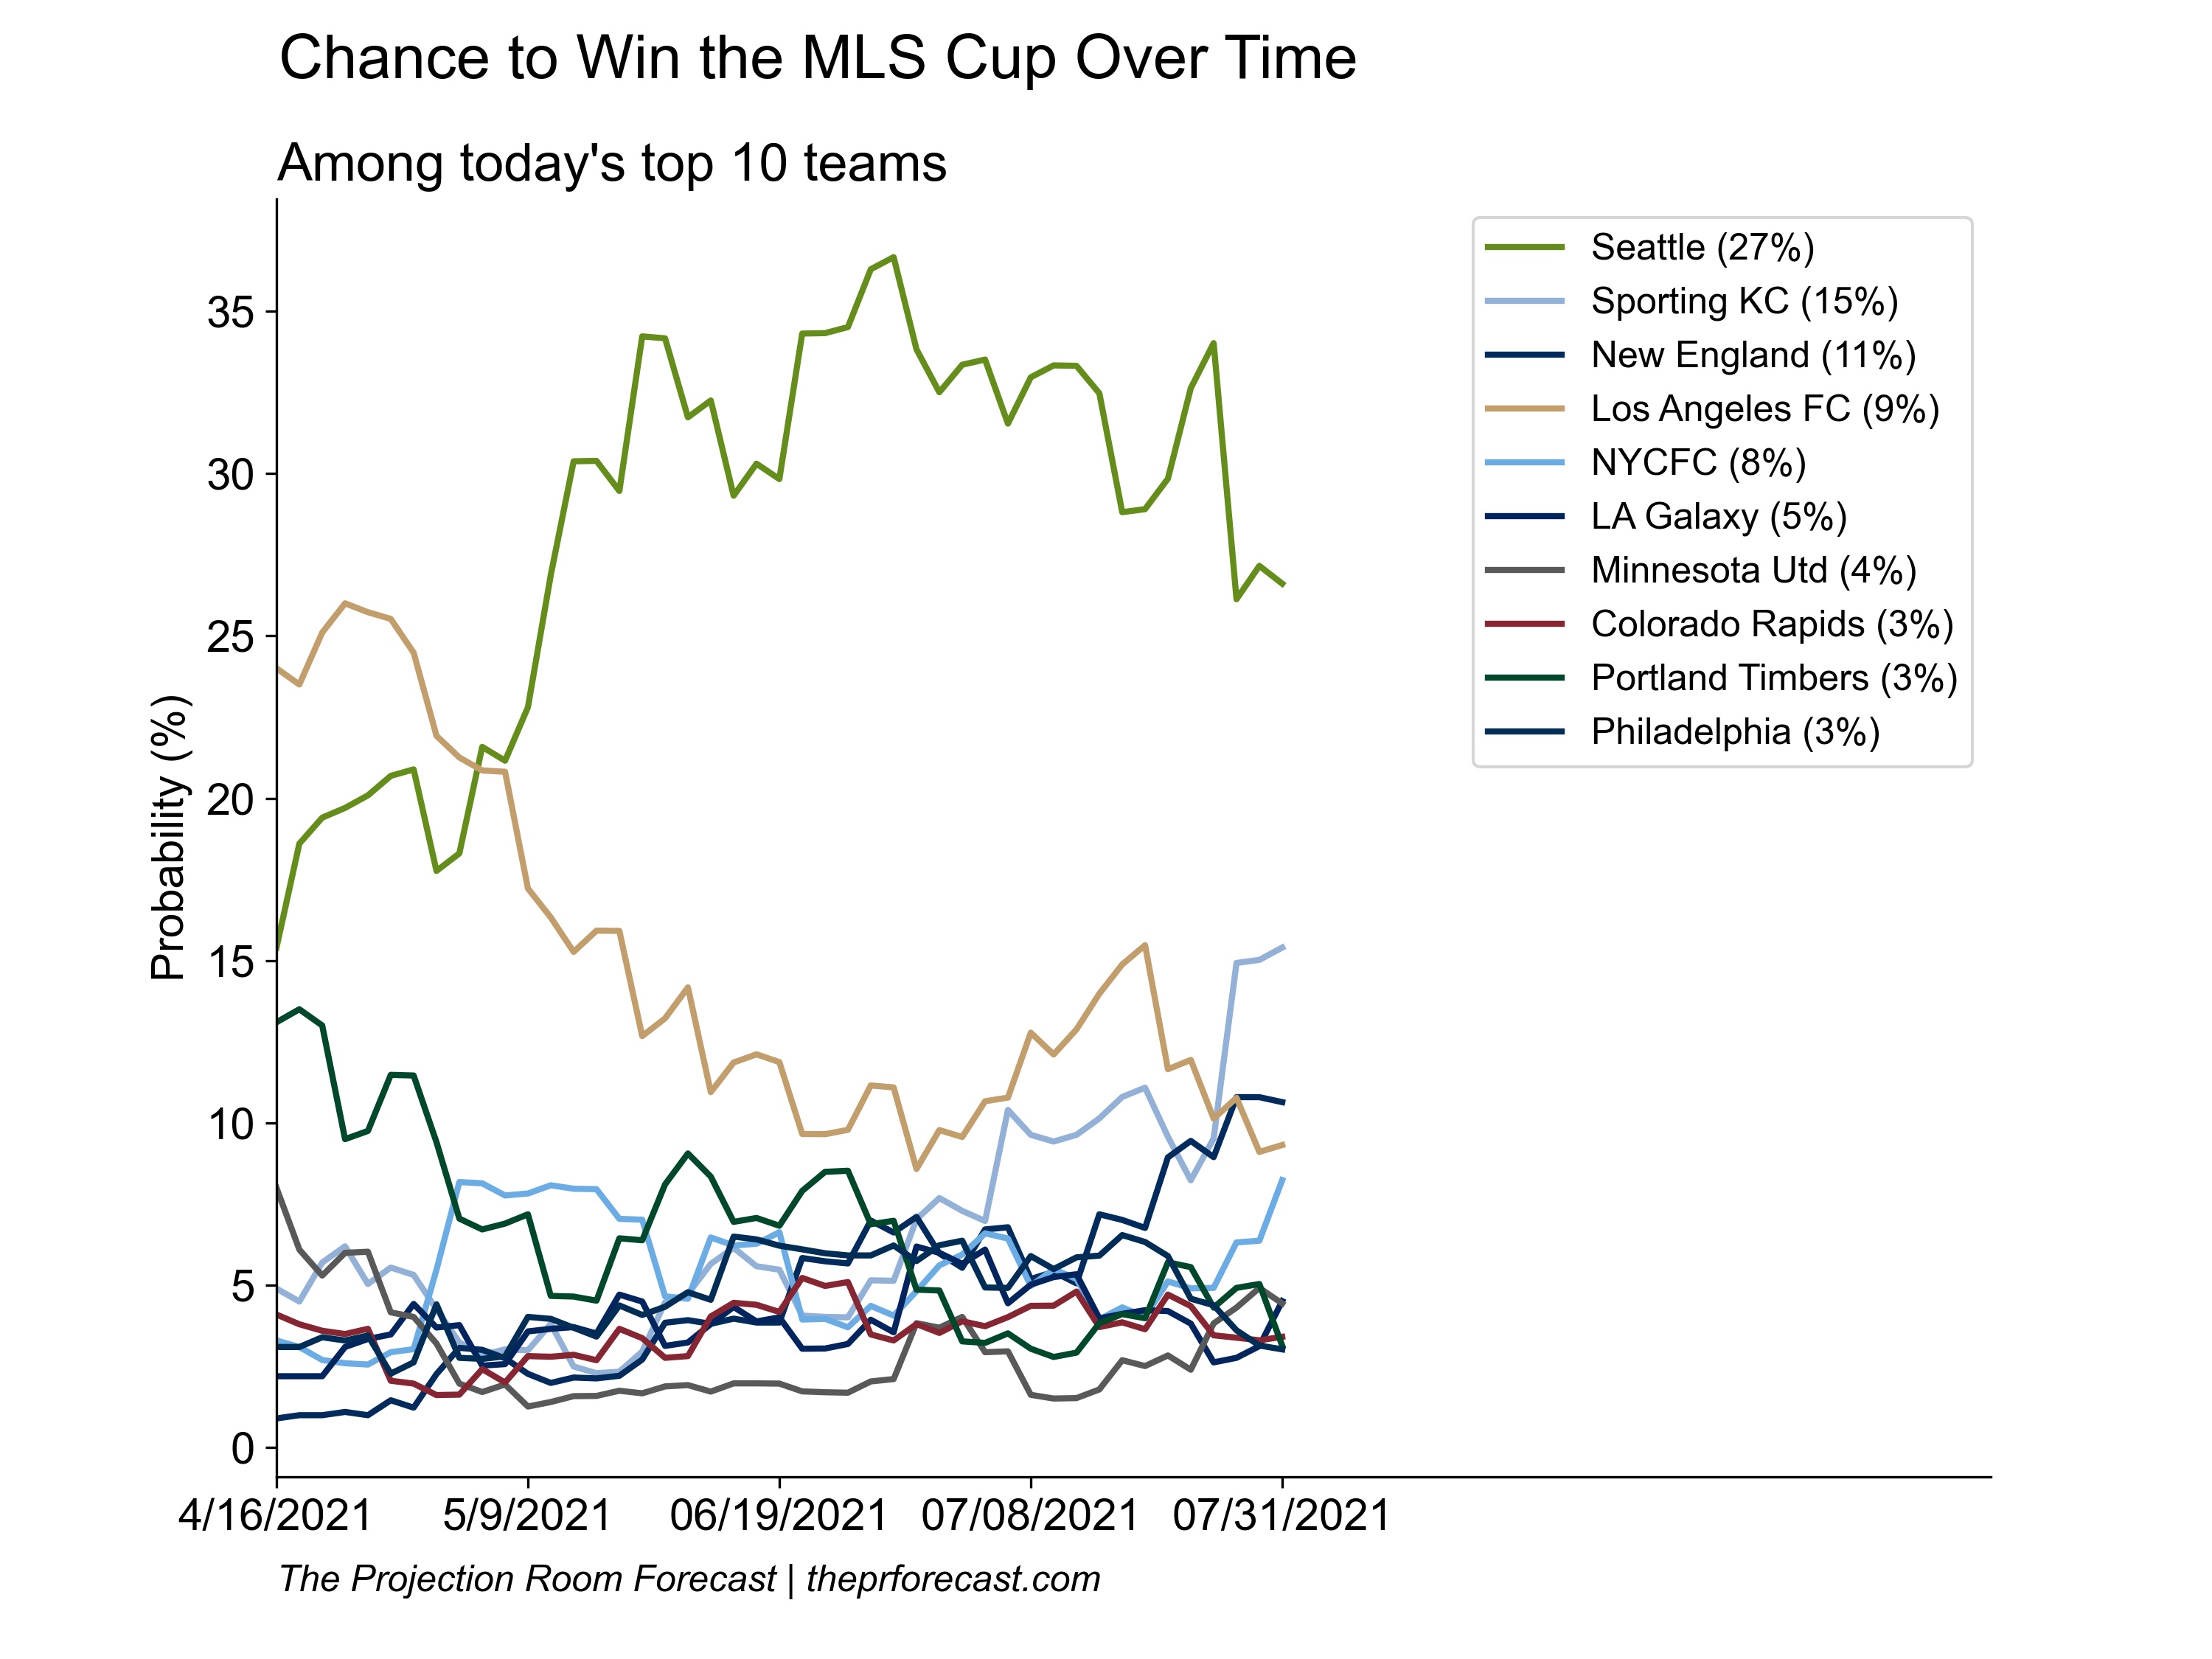 Chance to Win the MLS Cup Over Time
Among today's top 10 teams
Seattle (27%)
Sporting KC (15%)
New England (11%)
Los Angeles FC (9%)
NYCFC (8%)
LA Galaxy (5%)
Minnesota Utd (4%)
Colorado Rapids (3%)
Portland Timbers (3%)
Philadelphia (3%)
Probability (%)
35
30
25
20
15
10
5
0
4/16/2021 5/9/2021 06/19/2021 07/08/2021 07/31/2021
The Projection Room Forecast | theprforecast.com